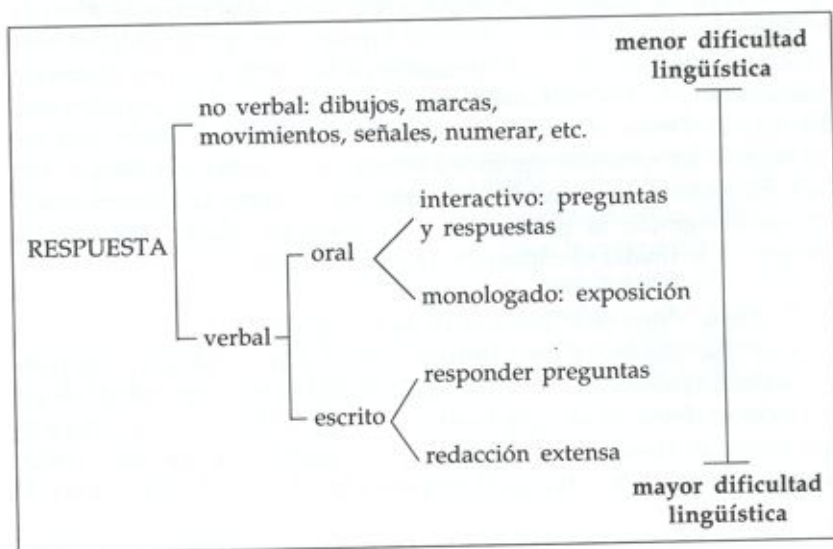 menor dificultad
lingüística
no verbal: dibujos, marcas,
movimientos, señales, numerar, etc.
interactivo: preguntas
y respuestas
RESPUESTA
oral
monologado: exposición
verbal
responder preguntas
escrito
redacción extensa
mayor dificultad
lingüística